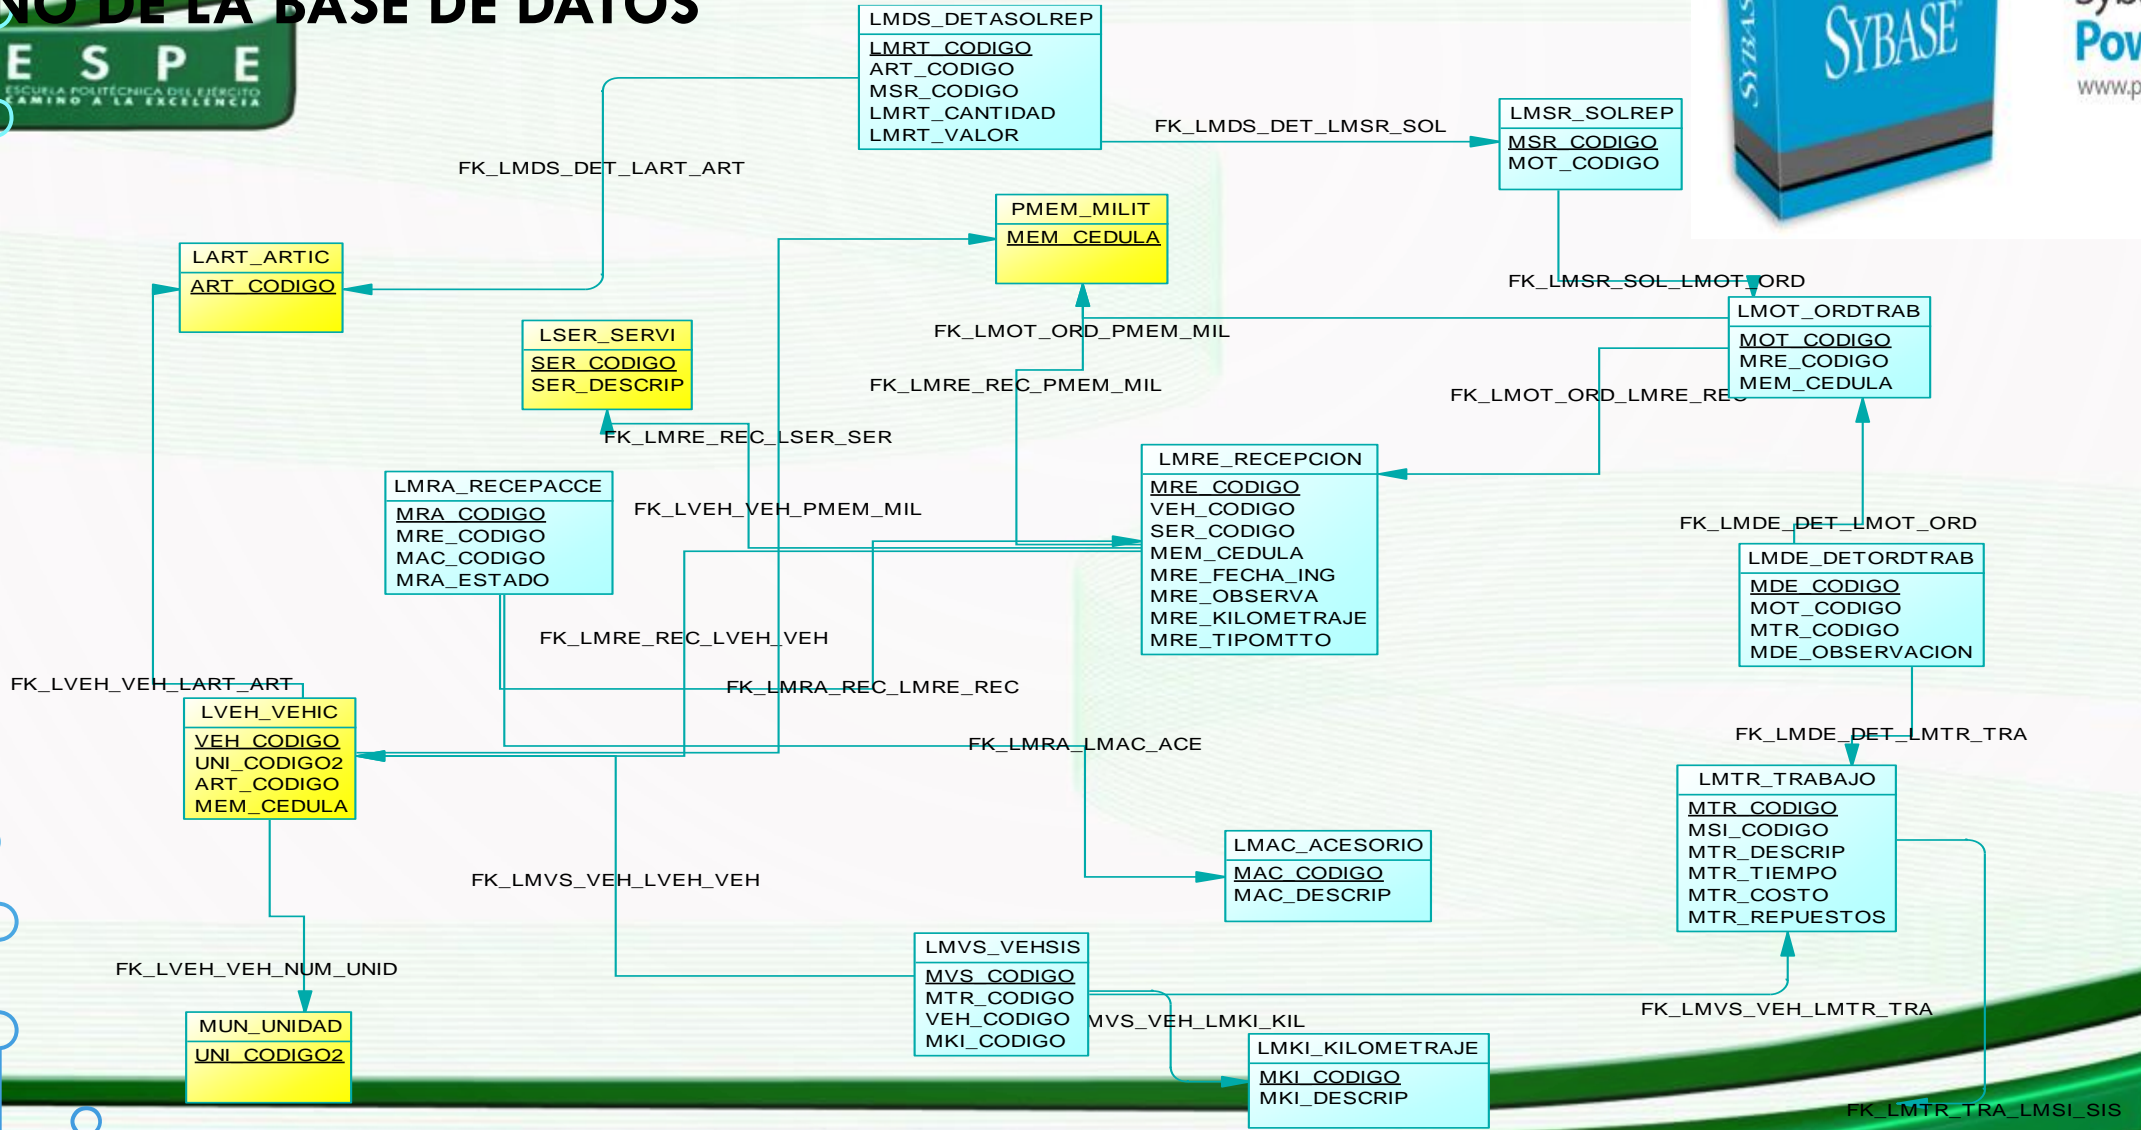 DE LA BASE DE DATOS
E S P E
ESCUELA POLITÉCNICA DEL EJÉRCITO
CAMINO A LA EXCELENCIA
SYBASE
www.p
LMDS_DETASOLREP
LMRT_CODIGO
ART_CODIGO
MSR_CODIGO
LMRT_CANTIDAD
LMRT_VALOR
FK_LMDS_DET_LMSR_SOL
LMSR_SOLREP
MSR_CODIGO
MOT_CODIGO
FK_LMDS_DET_LART_ART
PMEM_MILIT
MEM_CEDULA
LART_ARTIC
ART_CODIGO
FK_LMSR_SOL_LMOT_ORD
LSER_SERVI
SER_CODIGO
SER_DESCRIP
FK_LMOT_ORD_PMEM_MIL
LMOT_ORDTRAB
MOT_CODIGO
MRE_CODIGO
MEM_CEDULA
FK_LMRE_REC_PMEM_MIL
FK_LMOT_ORD_LMRE_REC
FK_LMRE_REC_LSER_SER
LMRA_RECEPACCE
MRA_CODIGO
MRE_CODIGO
MAC_CODIGO
MRA_ESTADO
FK_LVEH_VEH_PMEM_MIL
LMRE_RECEPCION
MRE_CODIGO
VEH_CODIGO
SER_CODIGO
MEM_CEDULA
MRE_FECHA_ING
MRE_OBSERVA
MRE_KILOMETRAJE
MRE_TIPOMTTO
FK_LMDE_DET_LMOT_ORD
LMDE_DETORDTRAB
MDE_CODIGO
MOT_CODIGO
MTR_CODIGO
MDE_OBSERVACION
FK_LMRE_REC_LVEH_VEH
FK_LVEH_VEH_LART_ART
FK_LMRA_REC_LMRE_REC
LVEH_VEHIC
VEH_CODIGO
UNI_CODIGO2
ART_CODIGO
MEM_CEDULA
FK_LMRA_LMAC_ACE
FK_LMDE_DET_LMTR_TRA
LMTR_TRABAJO
MTR_CODIGO
MSI_CODIGO
MTR_DESCRIP
MTR_TIEMPO
MTR_COSTO
MTR_REPUESTOS
LMAC_ACESORIO
MAC_CODIGO
MAC_DESCRIP
FK_LMVS_VEH_LVEH_VEH
LMVS_VEHSIS
MVS_CODIGO
MTR_CODIGO
VEH_CODIGO
MKI_CODIGO
FK_LVEH_VEH_NUM_UNID
FK_LMVS_VEH_LMTR_TRA
MUN_UNIDAD
UNI_CODIGO2
MVS_VEH_LMKI_KIL
LMKI_KILOMETRAJE
MKI_CODIGO
MKI_DESCRIP
FK_LMTR_TRA_LMSI_SIS